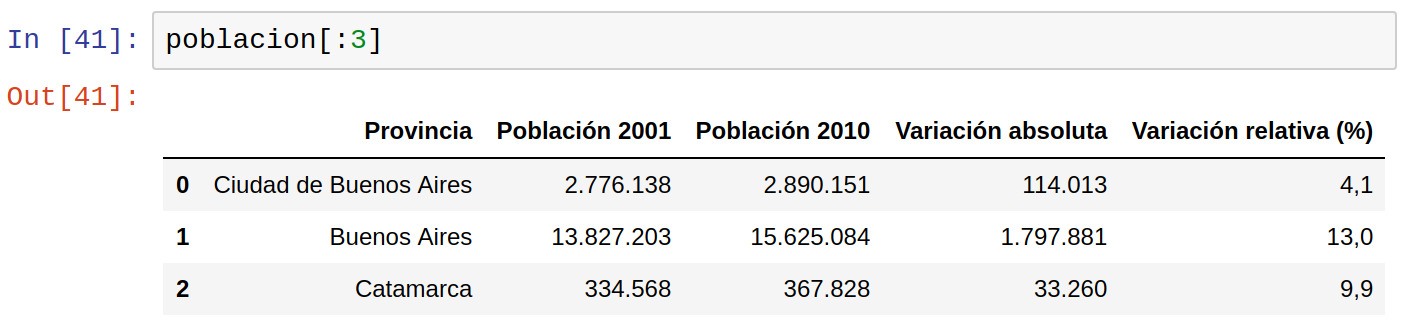 In [41]: poblacion[:3]
Out[41]:
Provincia Población 2001 Población 2010 Variación absoluta Variación relativa (%)
0 Ciudad de Buenos Aires 2.776.138 2.890.151 114.013 4,1
1 Buenos Aires 13.827.203 15.625.084 1.797.881 13,0
2 Catamarca 334.568 367.828 33.260 9,9